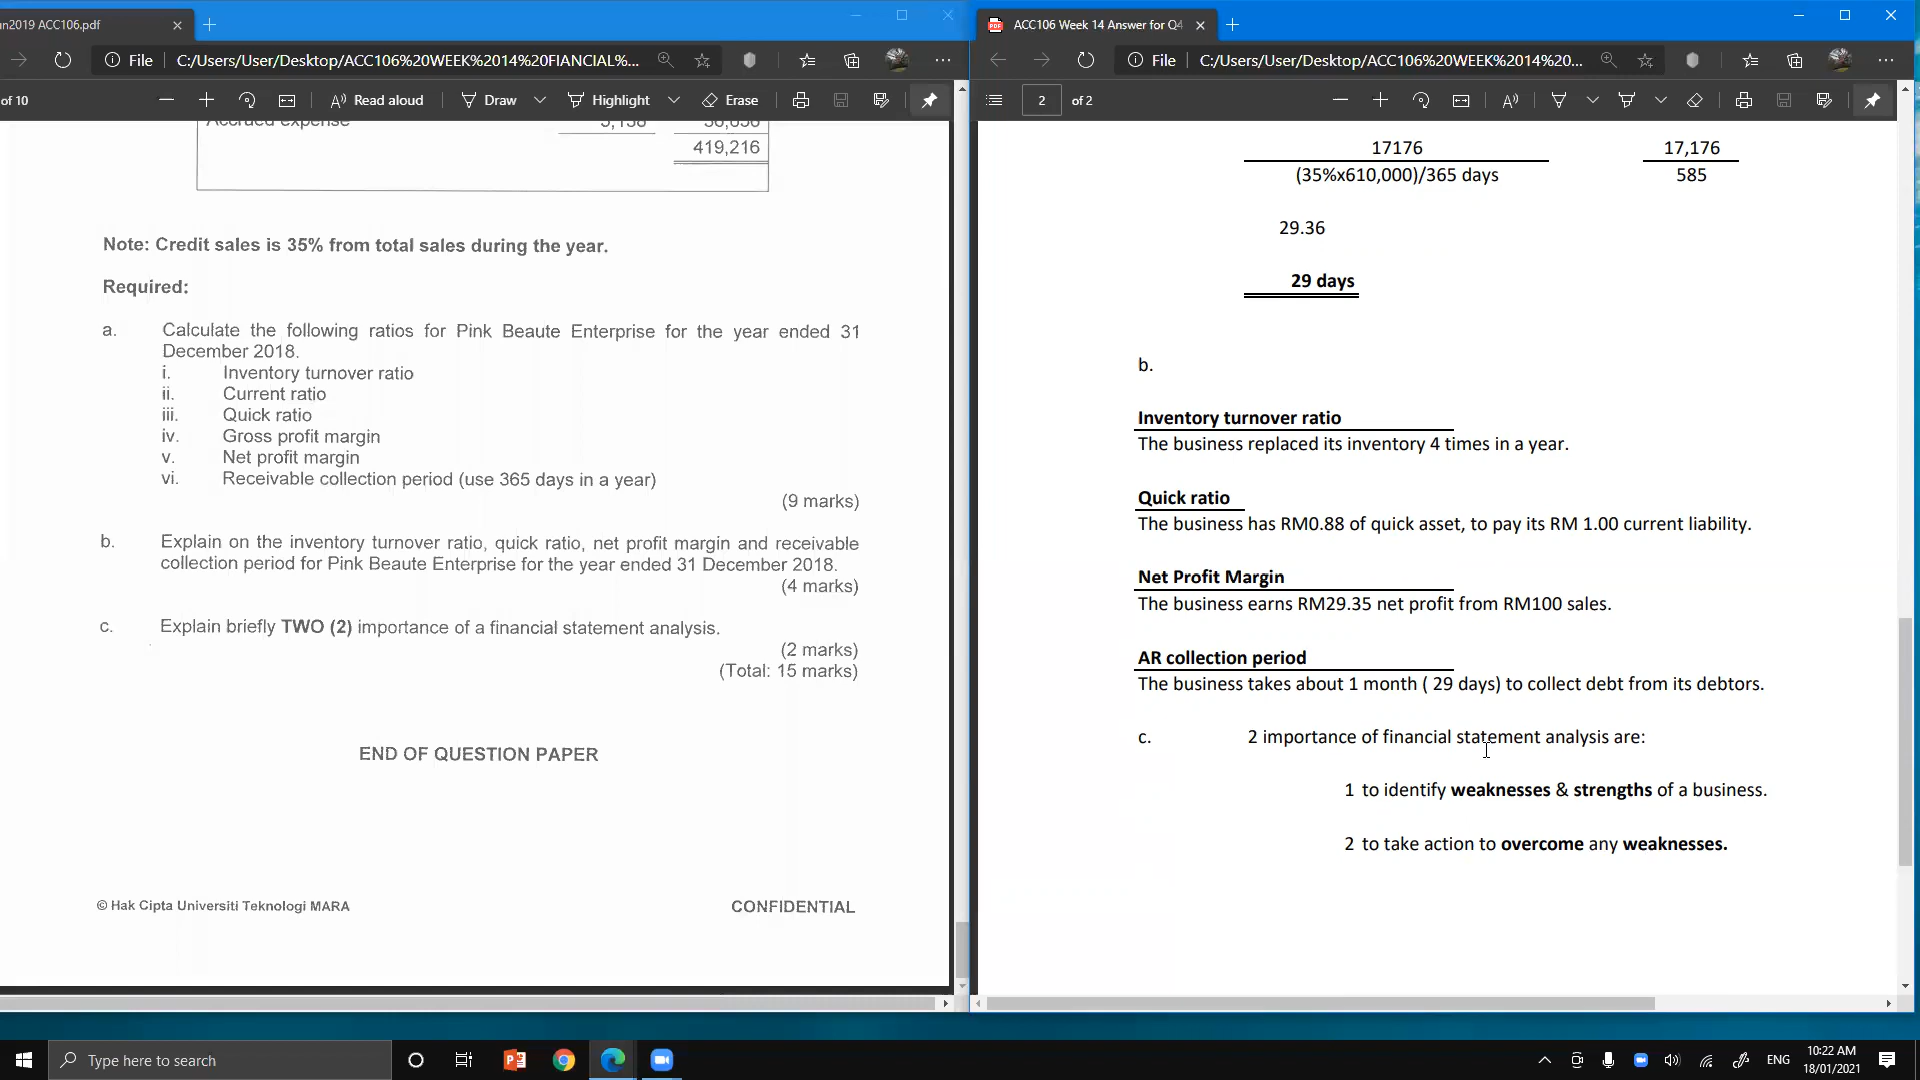 un2019 ACC106.pdf
File C:/Users/User/Desktop/ACC106%20WEEK%2014%20FIANCIAL%...
of 10
Read aloud Draw Highlight Erase
Accrued expense
419,216
Note: Credit sales is 35% from total sales during the year.
Required:
a. Calculate the following ratios for Pink Beaute Enterprise for the year ended 31
December 2018.
i. Inventory turnover ratio
ii. Current ratio
iii. Quick ratio
iv. Gross profit margin
v. Net profit margin
vi. Receivable collection period (use 365 days in a year)
(9 marks)
b. Explain on the inventory turnover ratio, quick ratio, net profit margin and receivable
collection period for Pink Beaute Enterprise for the year ended 31 December 2018.
(4 marks)
c. Explain briefly TWO (2) importance of a financial statement analysis.
(2 marks)
(Total: 15 marks)
END OF QUESTION PAPER
© Hak Cipta Universiti Teknologi MARA CONFIDENTIAL
ACC106 Week 14 Answer for Q4
File C:/Users/User/Desktop/ACC106%20WEEK%2014%20...
2 of 2
17176 17,176
(35%x610,000)/365 days 585
29.36
29 days
b.
Inventory turnover ratio
The business replaced its inventory 4 times in a year.
Quick ratio
The business has RM0.88 of quick asset, to pay its RM 1.00 current liability.
Net Profit Margin
The business earns RM29.35 net profit from RM100 sales.
AR collection period
The business takes about 1 month ( 29 days) to collect debt from its debtors.
c. 2 importance of financial statement analysis are:
1 to identify weaknesses & strengths of a business.
2 to take action to overcome any weaknesses.
Type here to search
ENG
10:22 AM
18/01/2021